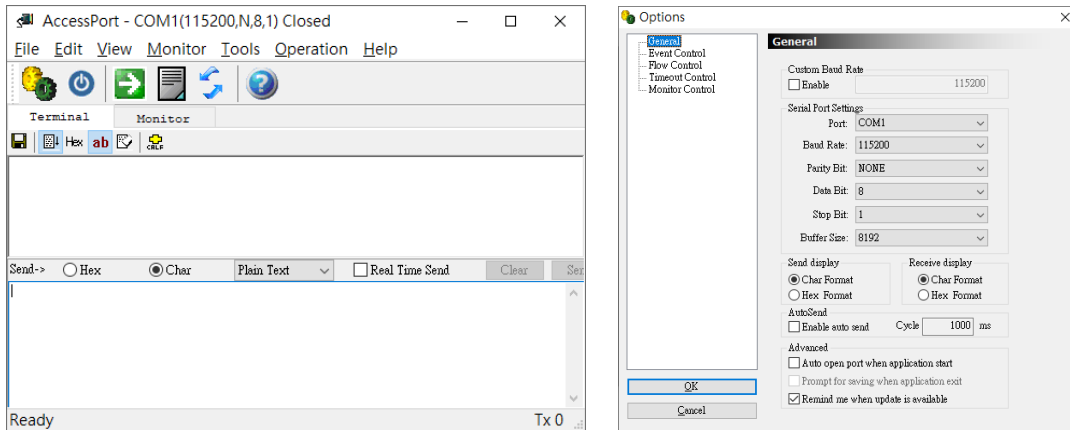 AccessPort - COM1(115200,N,8,1) Closed
File Edit View Monitor Tools Operation Help
Terminal Monitor
Hex ab CRLF
Send-> Hex Char Plain Text Real Time Send Clear Sen
Ready Tx 0
Options
General
Event Control
Flow Control
Timeout Control
Monitor Control
OK
Cancel
General
Custom Baud Rate
Enable 115200
Serial Port Settings
Port: COM1
Baud Rate: 115200
Parity Bit: NONE
Data Bit: 8
Stop Bit: 1
Buffer Size: 8192
Send display Receive display
Char Format Char Format
Hex Format Hex Format
AutoSend
Enable auto send Cycle 1000 ms
Advanced
Auto open port when application start
Prompt for saving when application exit
Remind me when update is available